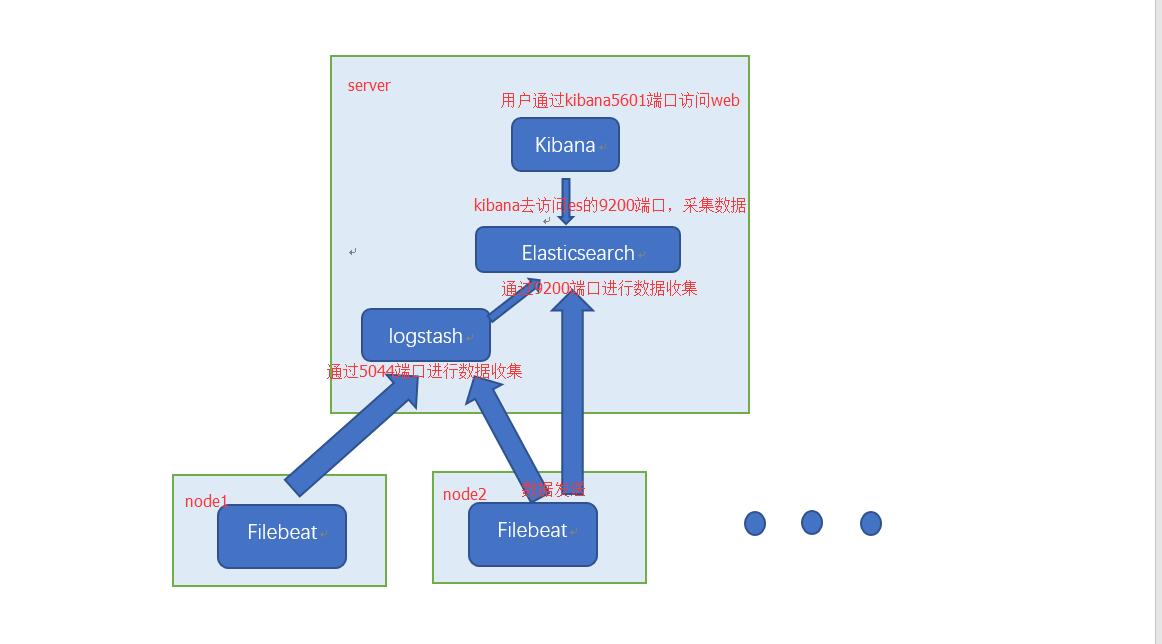 server
用户通过kibana5601端口访问web
Kibana
kibana去访问es的9200端口，采集数据
Elasticsearch
通过9200端口进行数据收集
logstash
通过5044端口进行数据收集
node1
Filebeat
node2
数据发送
Filebeat